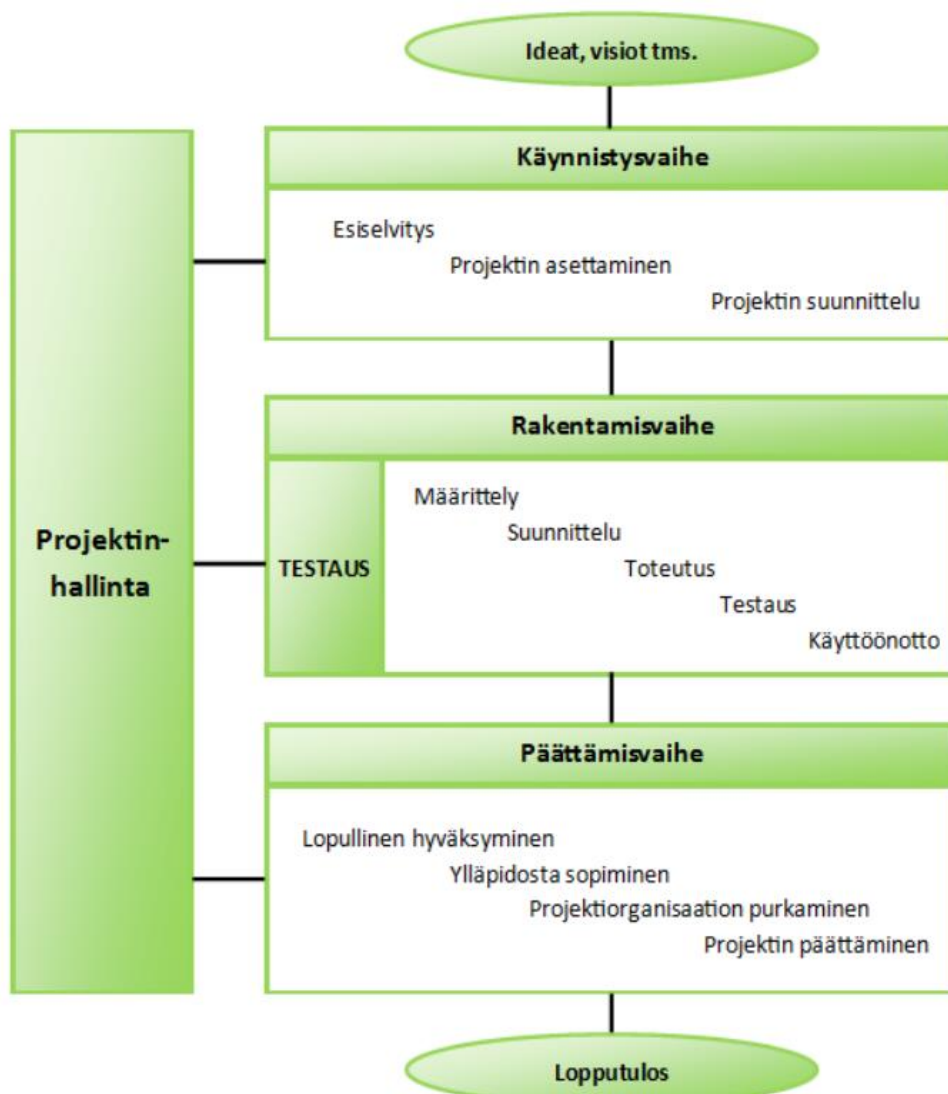 Ideat, visiot tms.
Käynnistysvaihe
Esiselvitys
Projektin asettaminen
Projektin suunnittelu
Projektin-
hallinta
Rakentamisvaihe
TESTAUS
Määrittely
Suunnittelu
Toteutus
Testaus
Käyttöönotto
Päättämisvaihe
Lopullinen hyväksyminen
Ylläpidosta sopiminen
Projektiorganisaation purkaminen
Projektin päättäminen
Lopputulos